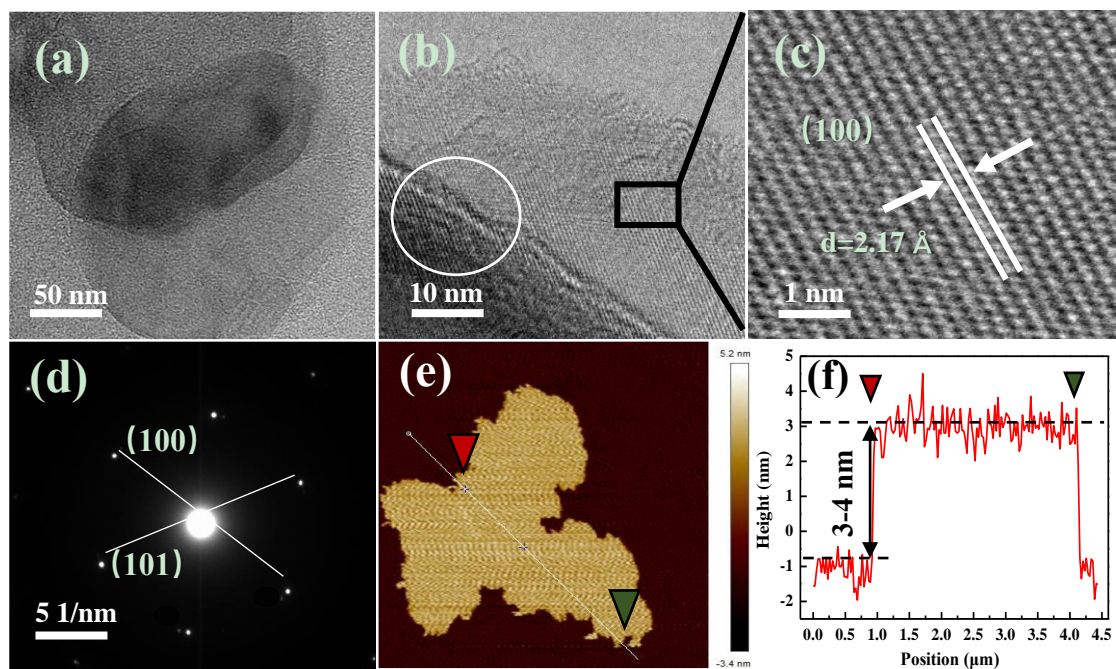 (a)
50 nm
(b)
10 nm
(c)
(100)
d=2.17 Å
1 nm
(d)
(100)
(101)
5 1/nm
(e)
5.2 nm
-3.4 nm
(f)
5
4
3
2
1
0
-1
-2
Height (nm)
3-4 nm
0.0 0.5 1.0 1.5 2.0 2.5 3.0 3.5 4.0 4.5
Position (μm)